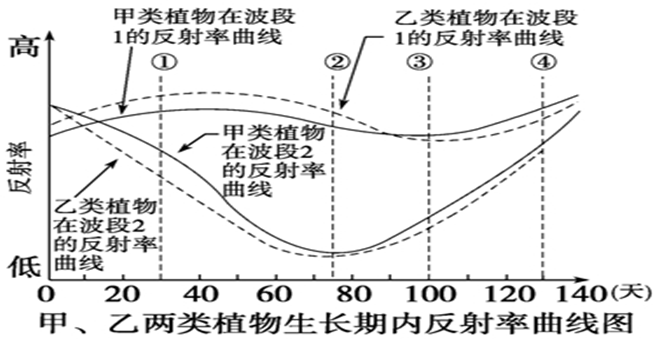 高
甲类植物在波段
1的反射率曲线
乙类植物在波段
1的反射率曲线
①
②
③
④
反射率
甲类植物
在波段2
的反射率
曲线
乙类植物
在波段2
的反射率
曲线
低
0 20 40 60 80 100 120 140(天)
甲、乙两类植物生长期内反射率曲线图